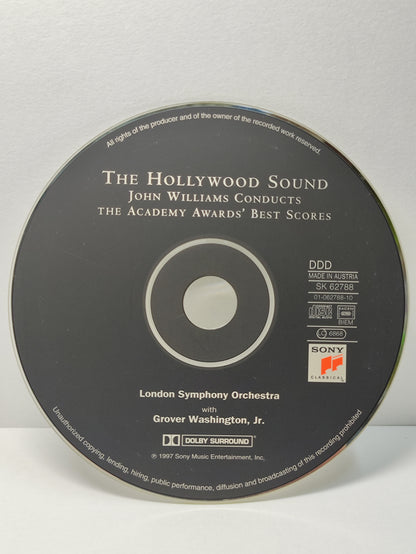 All rights of the producer and of the owner of the recorded work reserved.
THE HOLLYWOOD SOUND
JOHN WILLIAMS CONDUCTS
THE ACADEMY AWARDS' BEST SCORES
DDD
MADE IN AUSTRIA
SK 62788
01-062788-10
BIEM
LC 6868
SONY
CLASSICAL
London Symphony Orchestra
with
Grover Washington, Jr.
DOLBY SURROUND
℗ 1997 Sony Music Entertainment, Inc.
Unauthorized copying, lending, hiring, public performance, diffusion and broadcasting of this recording prohibited